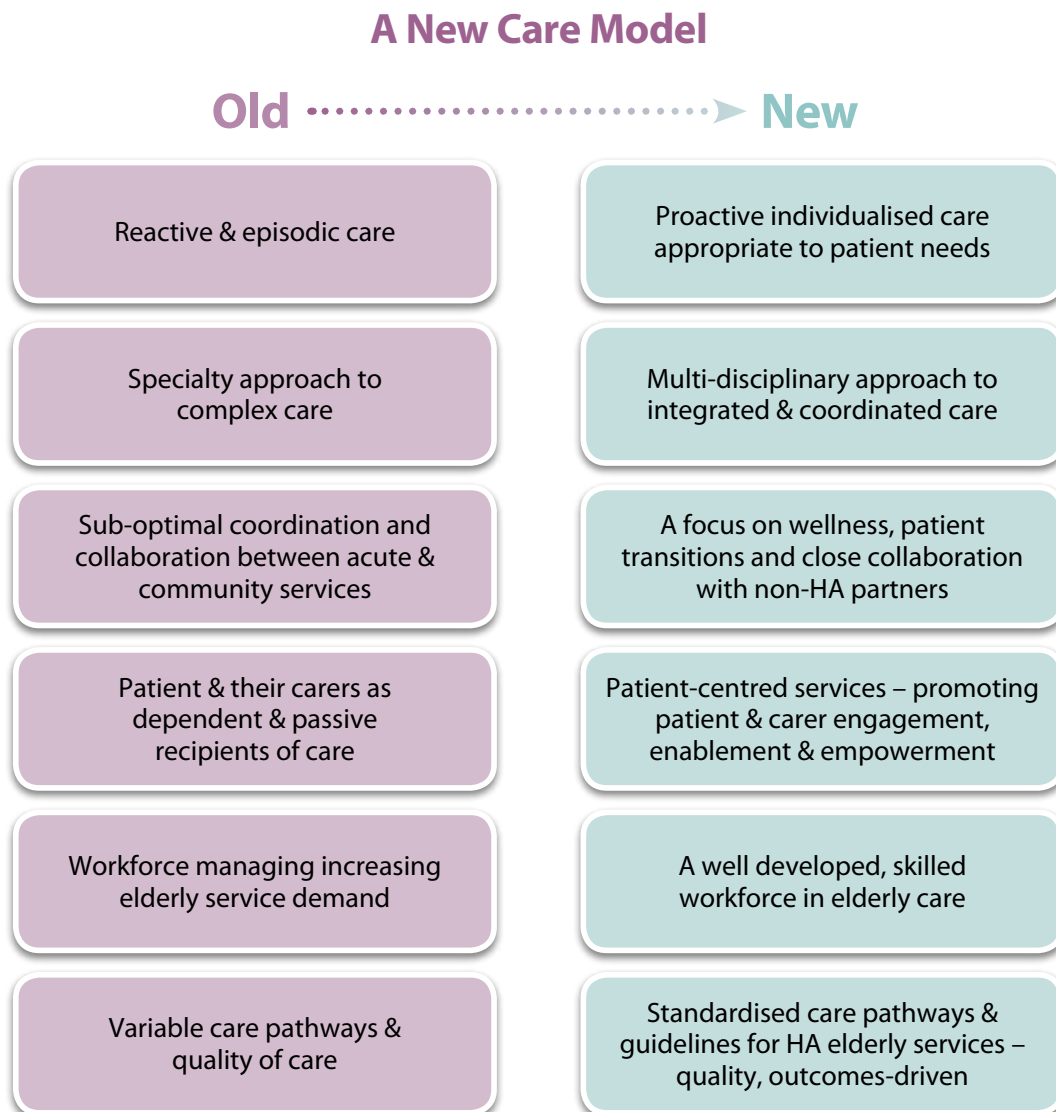 A New Care Model
Old
New
Reactive & episodic care
Proactive individualised care
appropriate to patient needs
Specialty approach to
complex care
Multi-disciplinary approach to
integrated & coordinated care
Sub-optimal coordination and
collaboration between acute &
community services
A focus on wellness, patient
transitions and close collaboration
with non-HA partners
Patient & their carers as
dependent & passive
recipients of care
Patient-centred services – promoting
patient & carer engagement,
enablement & empowerment
Workforce managing increasing
elderly service demand
A well developed, skilled
workforce in elderly care
Variable care pathways &
quality of care
Standardised care pathways &
guidelines for HA elderly services –
quality, outcomes-driven